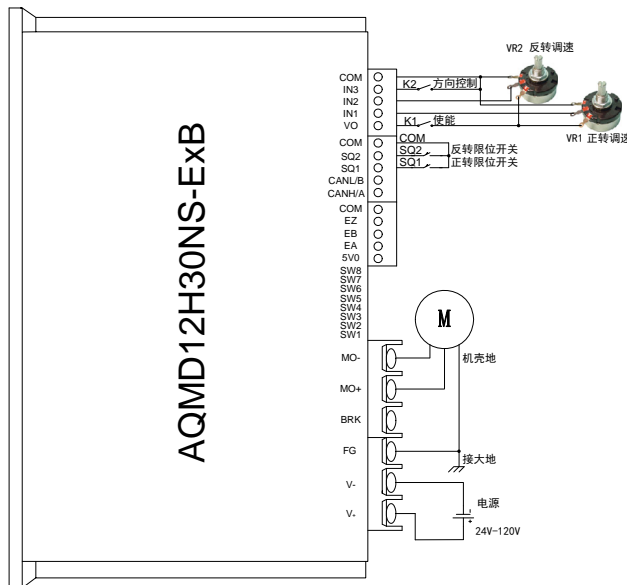 AQMD12H30NS-ExB
VR2 反转调速
COM
IN3
K2 方向控制
IN2
IN1
VO
K1 使能
VR1 正转调速
COM
COM
SQ2
SQ2 反转限位开关
SQ1
SQ1 正转限位开关
CANL/B
CANH/A
COM
EZ
EB
EA
5V0
SW8
SW7
SW6
SW5
SW4
SW3
SW2
SW1
M
MO-
机壳地
MO+
BRK
FG
接大地
V-
电源
V+
24V-120V